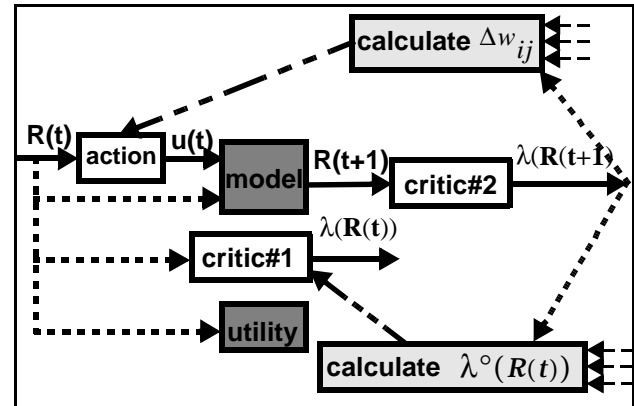 calculate Δw_ij
R(t)
action
u(t)
model
R(t+1)
critic#2
λ(R(t+1)
critic#1
λ(R(t))
utility
calculate λ°(R(t))